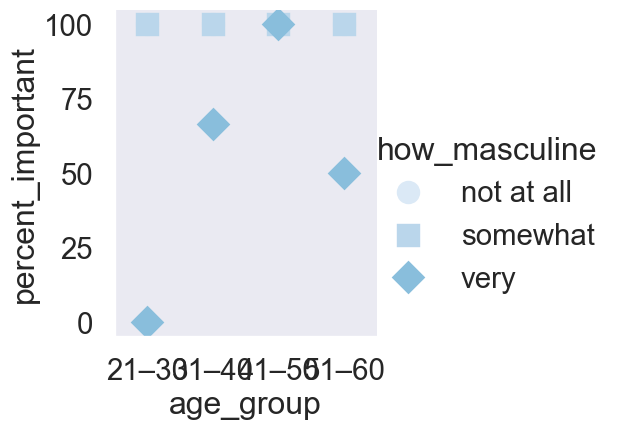 100
75
50
25
0
percent_important
21–30
31–40
41–50
51–60
age_group
how_masculine
not at all
somewhat
very